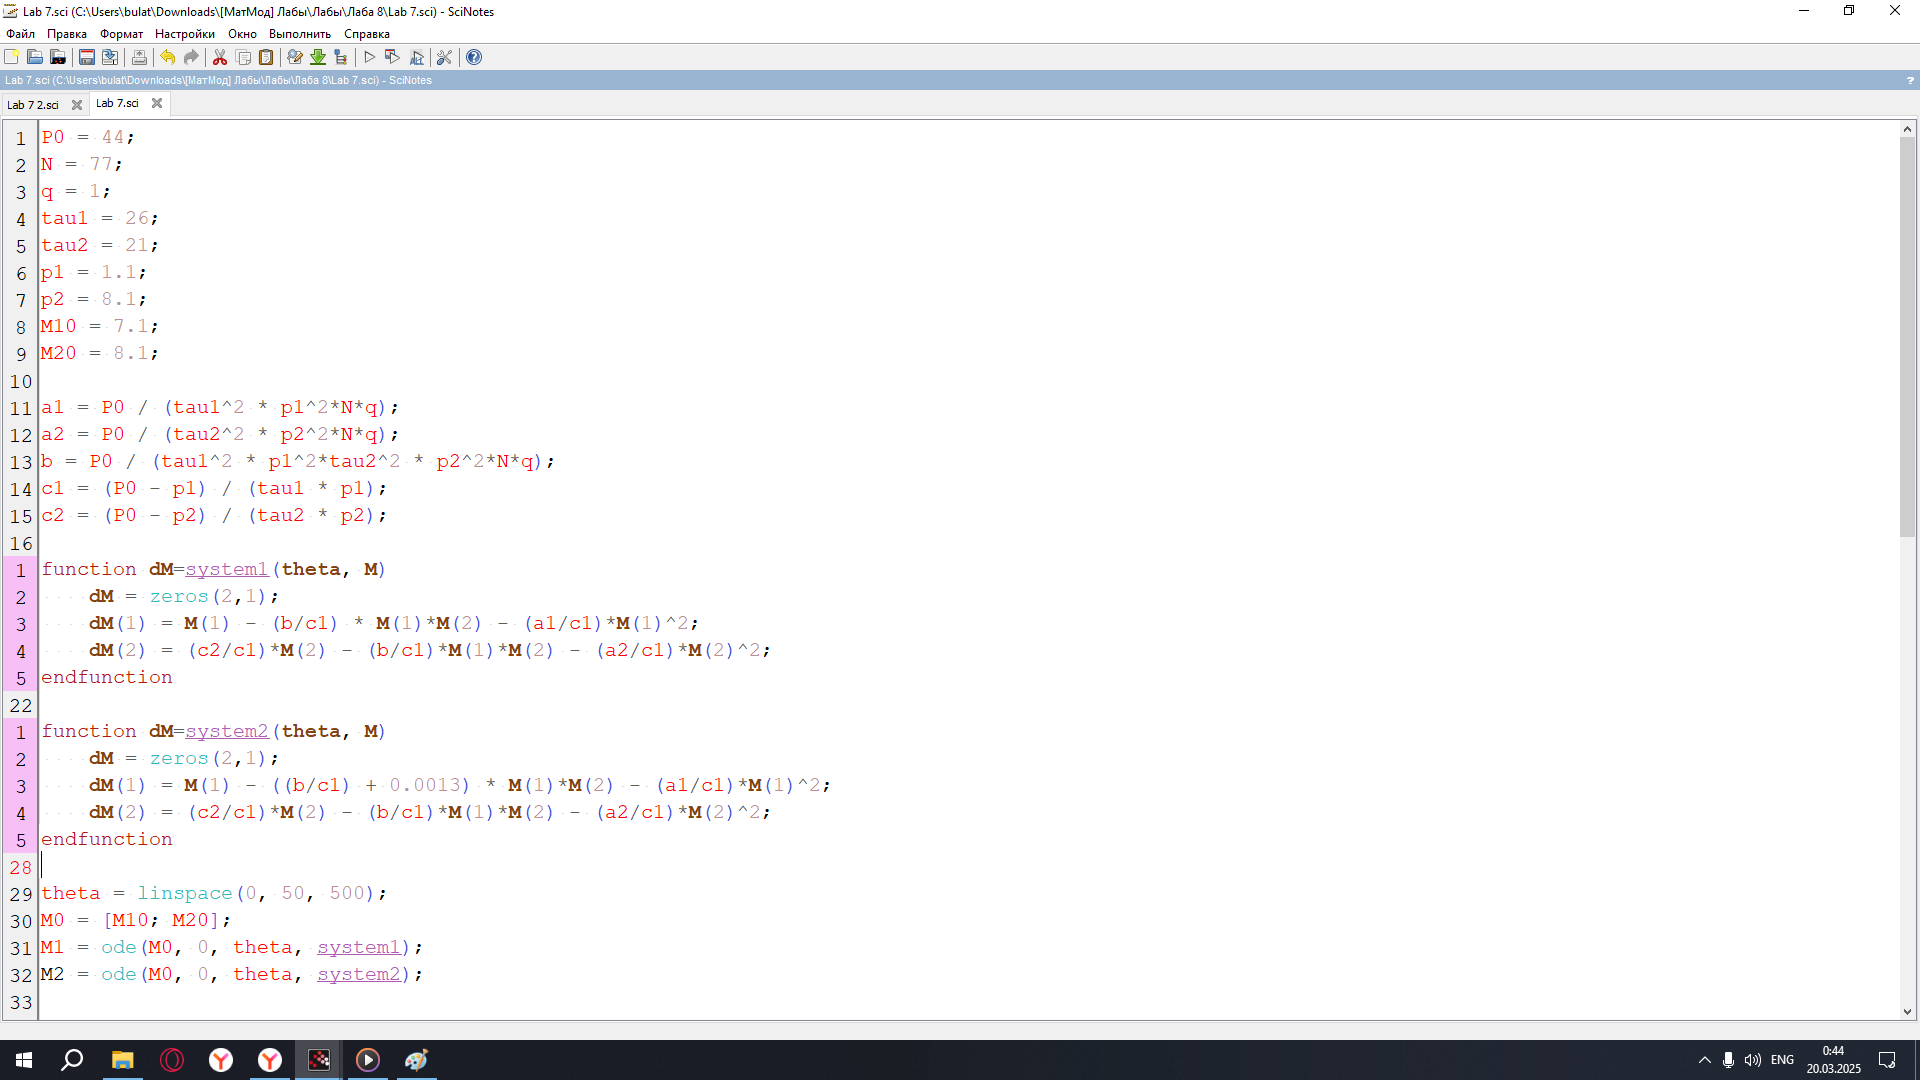 Lab 7.sci (C:\Users\bulat\Downloads\[МатМод] Лабы\Лабы\Лаба 8\Lab 7.sci) - SciNotes
Файл Правка Формат Настройки Окно Выполнить Справка
Lab 7.sci (C:\Users\bulat\Downloads\[МатМод] Лабы\Лабы\Лаба 8\Lab 7.sci) - SciNotes ?
Lab 7 2.sci Lab 7.sci
1 P0 = 44;
2 N = 77;
3 q = 1;
4 tau1 = 26;
5 tau2 = 21;
6 p1 = 1.1;
7 p2 = 8.1;
8 M10 = 7.1;
9 M20 = 8.1;
10
11 a1 = P0 / (tau1^2 * p1^2*N*q);
12 a2 = P0 / (tau2^2 * p2^2*N*q);
13 b = P0 / (tau1^2 * p1^2*tau2^2 * p2^2*N*q);
14 c1 = (P0 - p1) / (tau1 * p1);
15 c2 = (P0 - p2) / (tau2 * p2);
16
1 function dM=system1(theta, M)
2 dM = zeros(2,1);
3 dM(1) = M(1) - (b/c1) * M(1)*M(2) - (a1/c1)*M(1)^2;
4 dM(2) = (c2/c1)*M(2) - (b/c1)*M(1)*M(2) - (a2/c1)*M(2)^2;
5 endfunction
22
1 function dM=system2(theta, M)
2 dM = zeros(2,1);
3 dM(1) = M(1) - ((b/c1) + 0.0013) * M(1)*M(2) - (a1/c1)*M(1)^2;
4 dM(2) = (c2/c1)*M(2) - (b/c1)*M(1)*M(2) - (a2/c1)*M(2)^2;
5 endfunction
28
29 theta = linspace(0, 50, 500);
30 M0 = [M10; M20];
31 M1 = ode(M0, 0, theta, system1);
32 M2 = ode(M0, 0, theta, system2);
33
ENG
0:44
20.03.2025